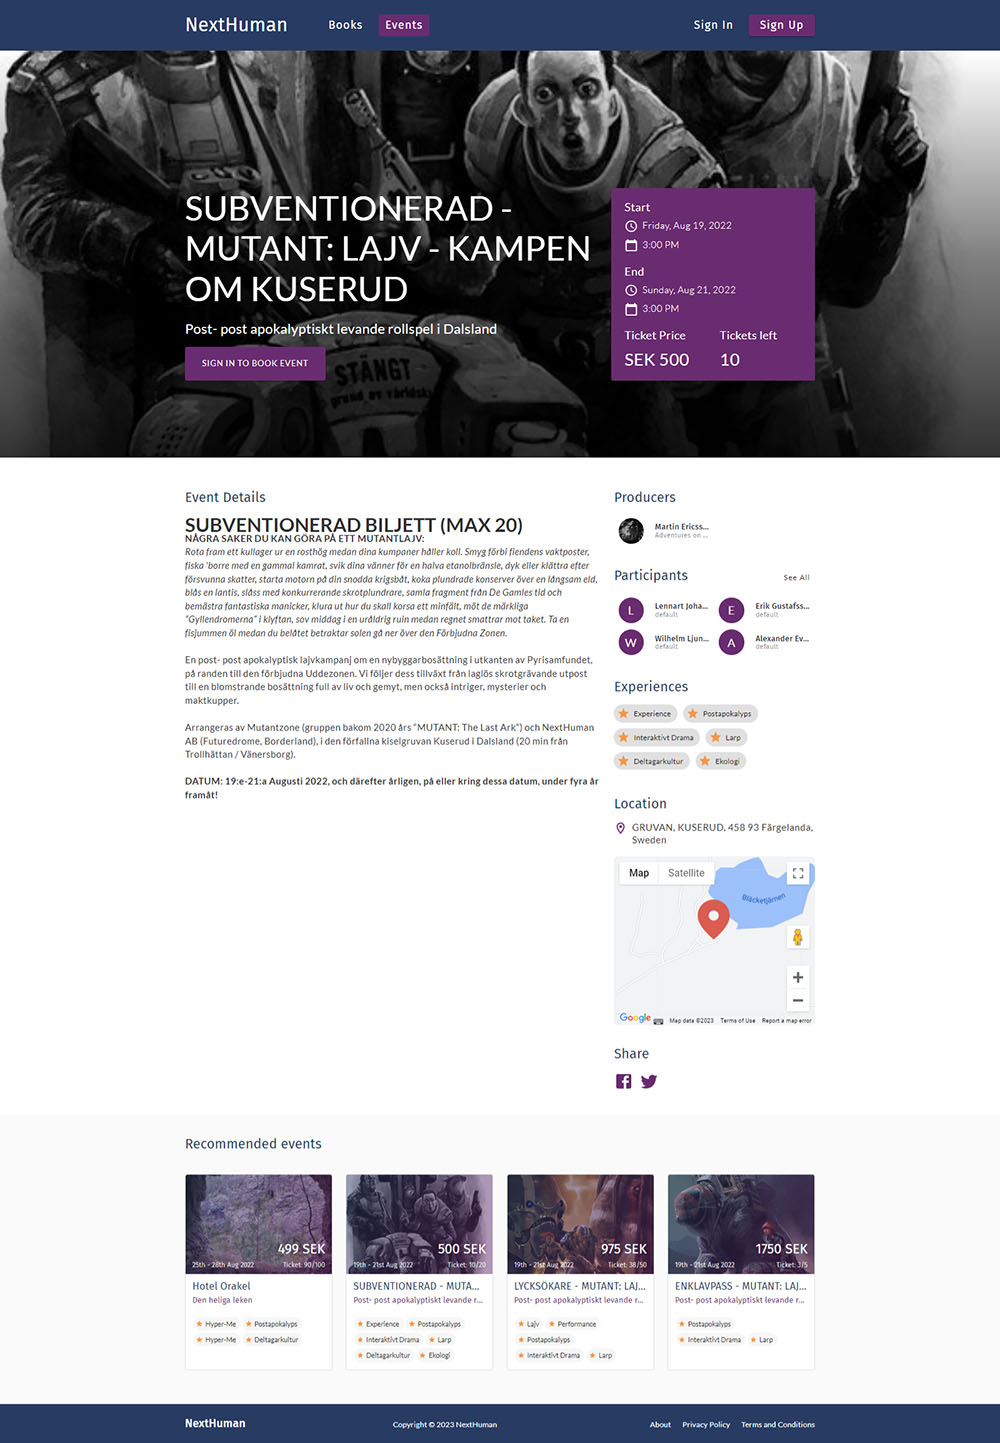 NextHuman
Books
Events
Sign In
Sign Up
SUBVENTIONERAD -
MUTANT: LAJV - KAMPEN
OM KUSERUD
Post- post apokalyptiskt levande rollspel i Dalsland
SIGN IN TO BOOK EVENT
STÄNGT
grund av världsk
Start
Friday, Aug 19, 2022
3:00 PM
End
Sunday, Aug 21, 2022
3:00 PM
Ticket Price
Tickets left
SEK 500
10
Event Details
SUBVENTIONERAD BILJETT (MAX 20)
NÅGRA SAKER DU KAN GÖRA PÅ ETT MUTANTLAJV:
Rota fram ett kullager ur en rosthög medan dina kumpaner håller koll. Smyg förbi fiendens vaktposter,
fiska 'borre med en gammal kamrat, svik dina vänner för en halva etanolbränsle, dyk eller klättra efter
försvunna skatter, starta motorn på din snodda krigsbåt, koka plundrade konserver över en långsam eld,
blås en lantis, slåss med konkurrerande skrotplundrare, samla fragment från De Gamles tid och
bemästra fantastiska manicker, klura ut hur du skall korsa ett minfält, möt de märkliga
"Gyllendromerna" i klyftan, sov middag i en uråldrig ruin medan regnet smattrar mot taket. Ta en
fisjummen öl medan du belåtet betraktar solen gå ner över den Förbjudna Zonen.
En post- post apokalyptisk lajvkampanj om en nybyggarbosättning i utkanten av Pyrisamfundet,
på randen till den förbjudna Uddezonen. Vi följer dess tillväxt från laglös skrotgrävande utpost
till en blomstrande bosättning full av liv och gemyt, men också intriger, mysterier och
maktkupper.
Arrangeras av Mutantzone (gruppen bakom 2020 års "MUTANT: The Last Ark") och NextHuman
AB (Futuredrome, Borderland), i den förfallna kiselgruvan Kuserud i Dalsland (20 min från
Trollhättan / Vänersborg).
DATUM: 19:e-21:a Augusti 2022, och därefter årligen, på eller kring dessa datum, under fyra år
framåt!
Producers
Martin Ericss...
Adventures on ...
Participants
See All
L
Lennart Joha...
default
E
Erik Gustafss...
default
W
Wilhelm Ljun...
default
A
Alexander Ev...
default
Experiences
Experience
Postapokalyps
Interaktivt Drama
Larp
Deltagarkultur
Ekologi
Location
GRUVAN, KUSERUD, 458 93 Färgelanda,
Sweden
Map
Satellite
Bläcketjärnen
Google
Map data ©2023
Terms of Use
Report a map error
Share
Recommended events
499 SEK
25th - 28th Aug 2022
Ticket: 90/100
Hotel Orakel
Den heliga leken
Hyper-Me
Postapokalyps
Hyper-Me
Deltagarkultur
500 SEK
19th - 21st Aug 2022
Ticket: 10/20
SUBVENTIONERAD - MUTA...
Post- post apokalyptiskt levande r...
Experience
Postapokalyps
Interaktivt Drama
Larp
Deltagarkultur
Ekologi
975 SEK
19th - 21st Aug 2022
Ticket: 38/50
LYCKSÖKARE - MUTANT: LAJ...
Post- post apokalyptiskt levande r...
Lajv
Performance
Postapokalyps
Interaktivt Drama
Larp
1750 SEK
19th - 21st Aug 2022
Ticket: 3/5
ENKLAVPASS - MUTANT: LAJ...
Post- post apokalyptiskt levande r...
Postapokalyps
Interaktivt Drama
Larp
NextHuman
Copyright © 2023 NextHuman
About
Privacy Policy
Terms and Conditions